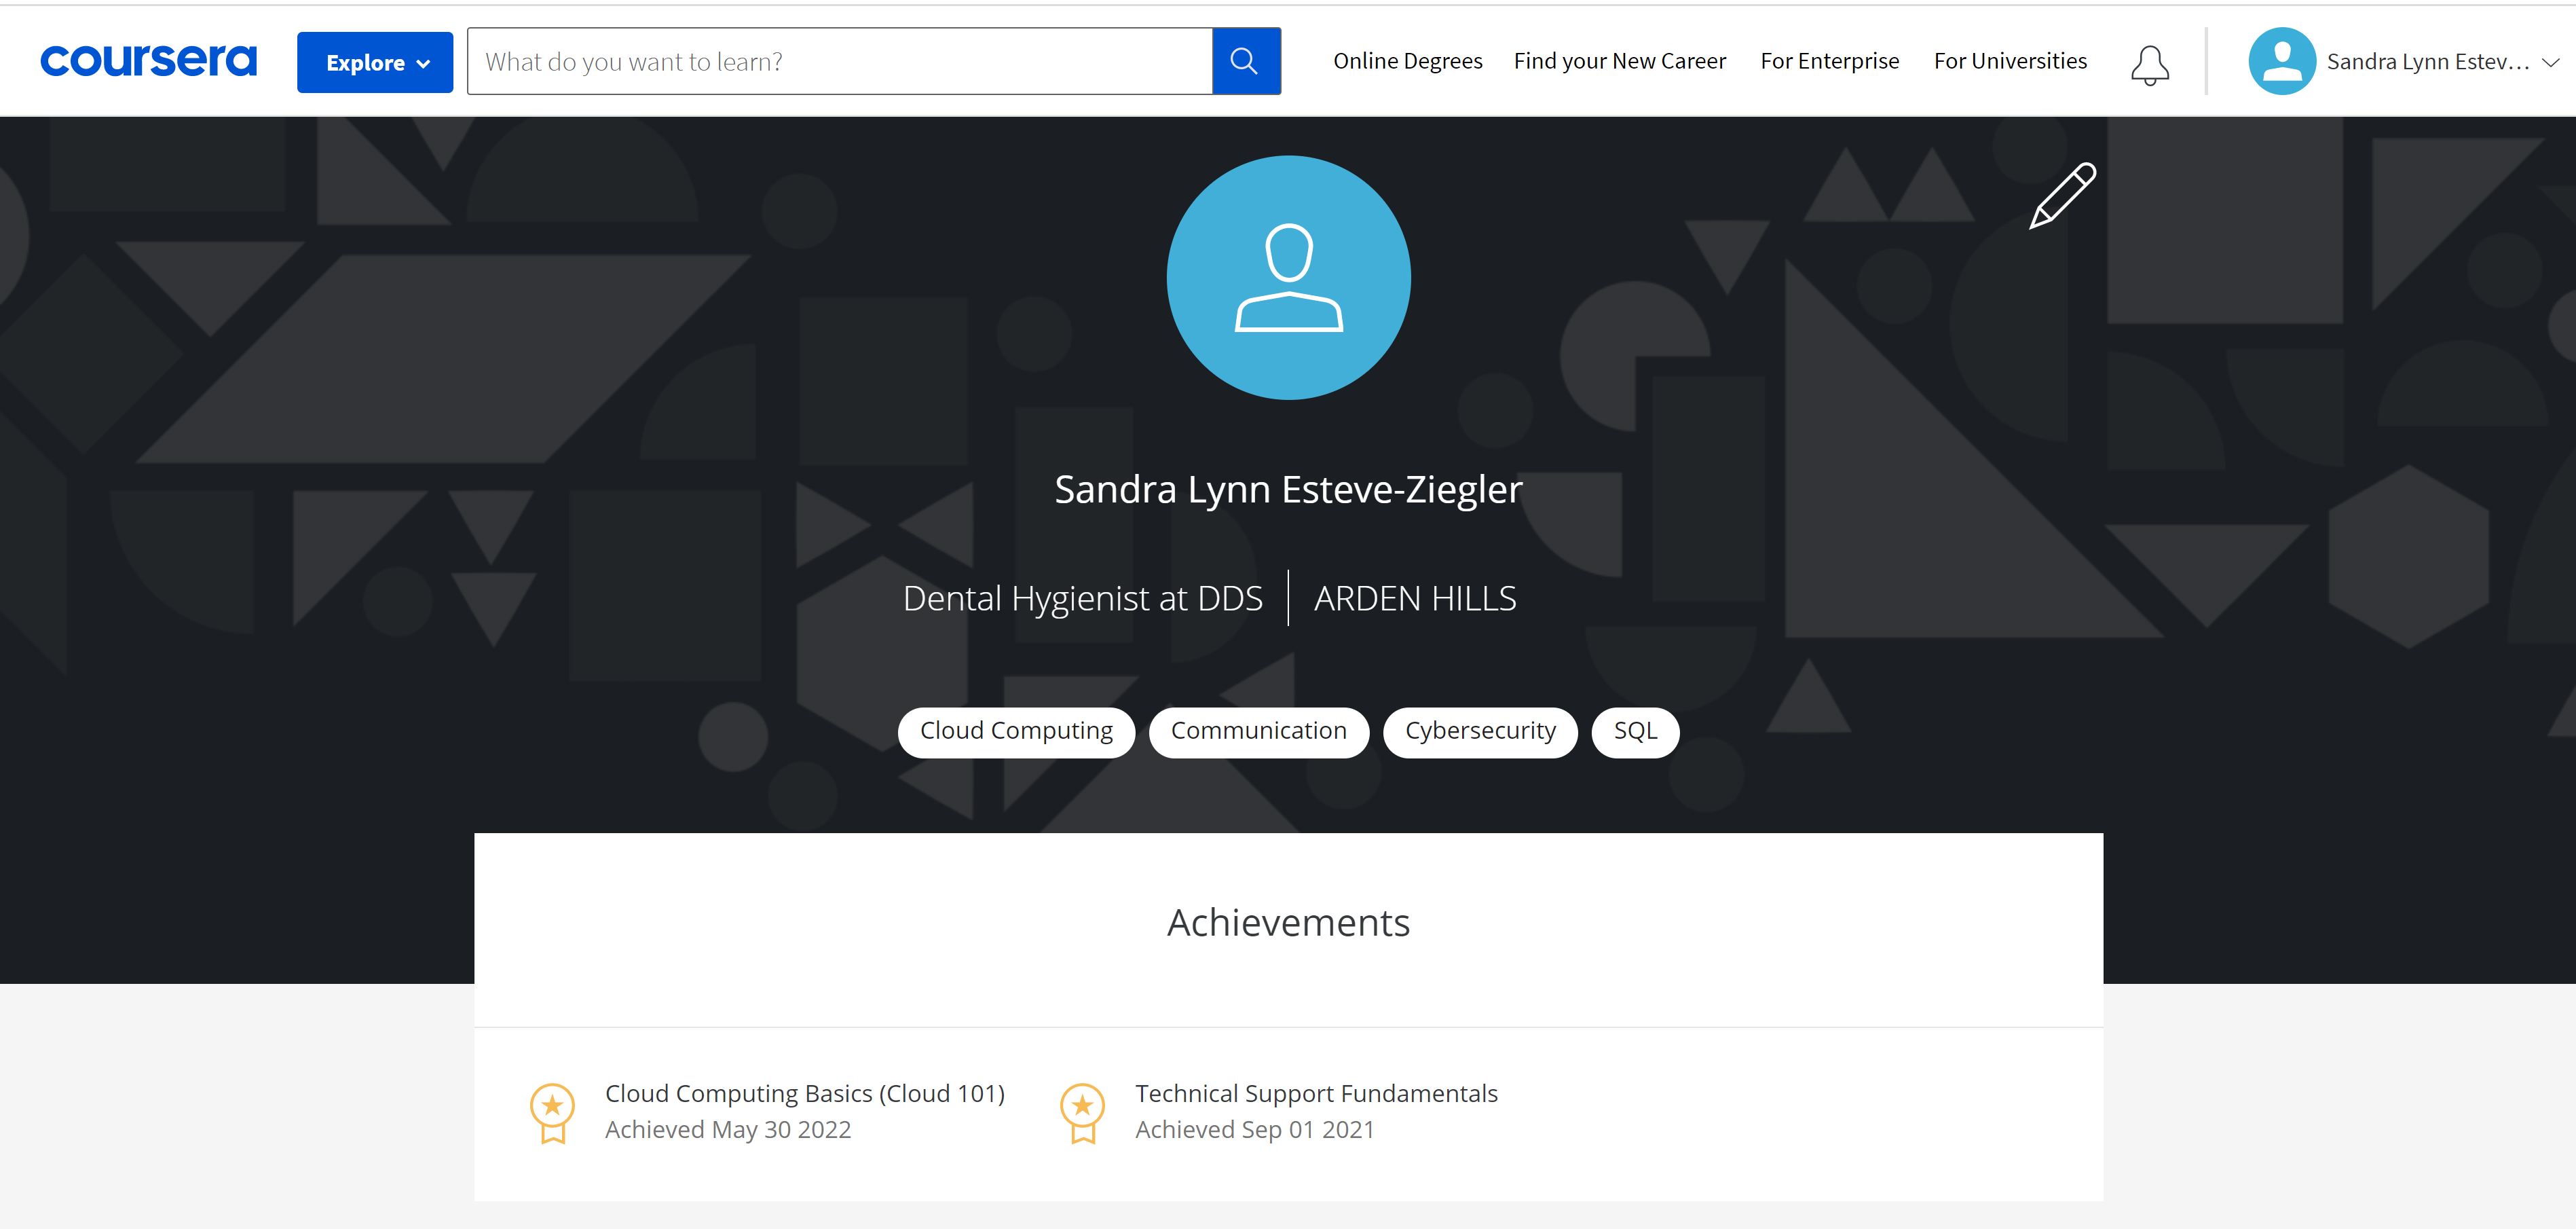 coursera
Explore
What do you want to learn?
Online Degrees
Find your New Career
For Enterprise
For Universities
Sandra Lynn Estev...
Sandra Lynn Esteve-Ziegler
Dental Hygienist at DDS
ARDEN HILLS
Cloud Computing
Communication
Cybersecurity
SQL
Achievements
Cloud Computing Basics (Cloud 101)
Achieved May 30 2022
Technical Support Fundamentals
Achieved Sep 01 2021